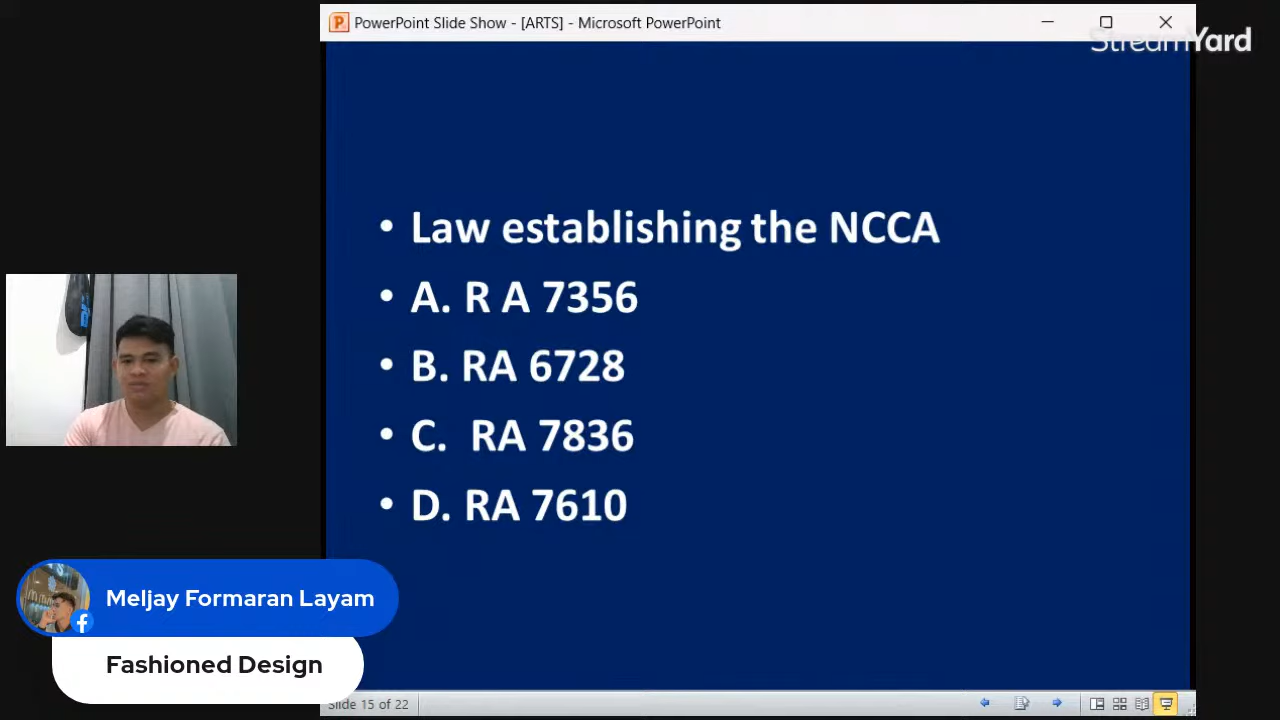 PowerPoint Slide Show - [ARTS] - Microsoft PowerPoint
StreamYard
• Law establishing the NCCA
• A. R A 7356
• B. RA 6728
• C. RA 7836
• D. RA 7610
Meljay Formaran Layam
Fashioned Design
Slide 15 of 22